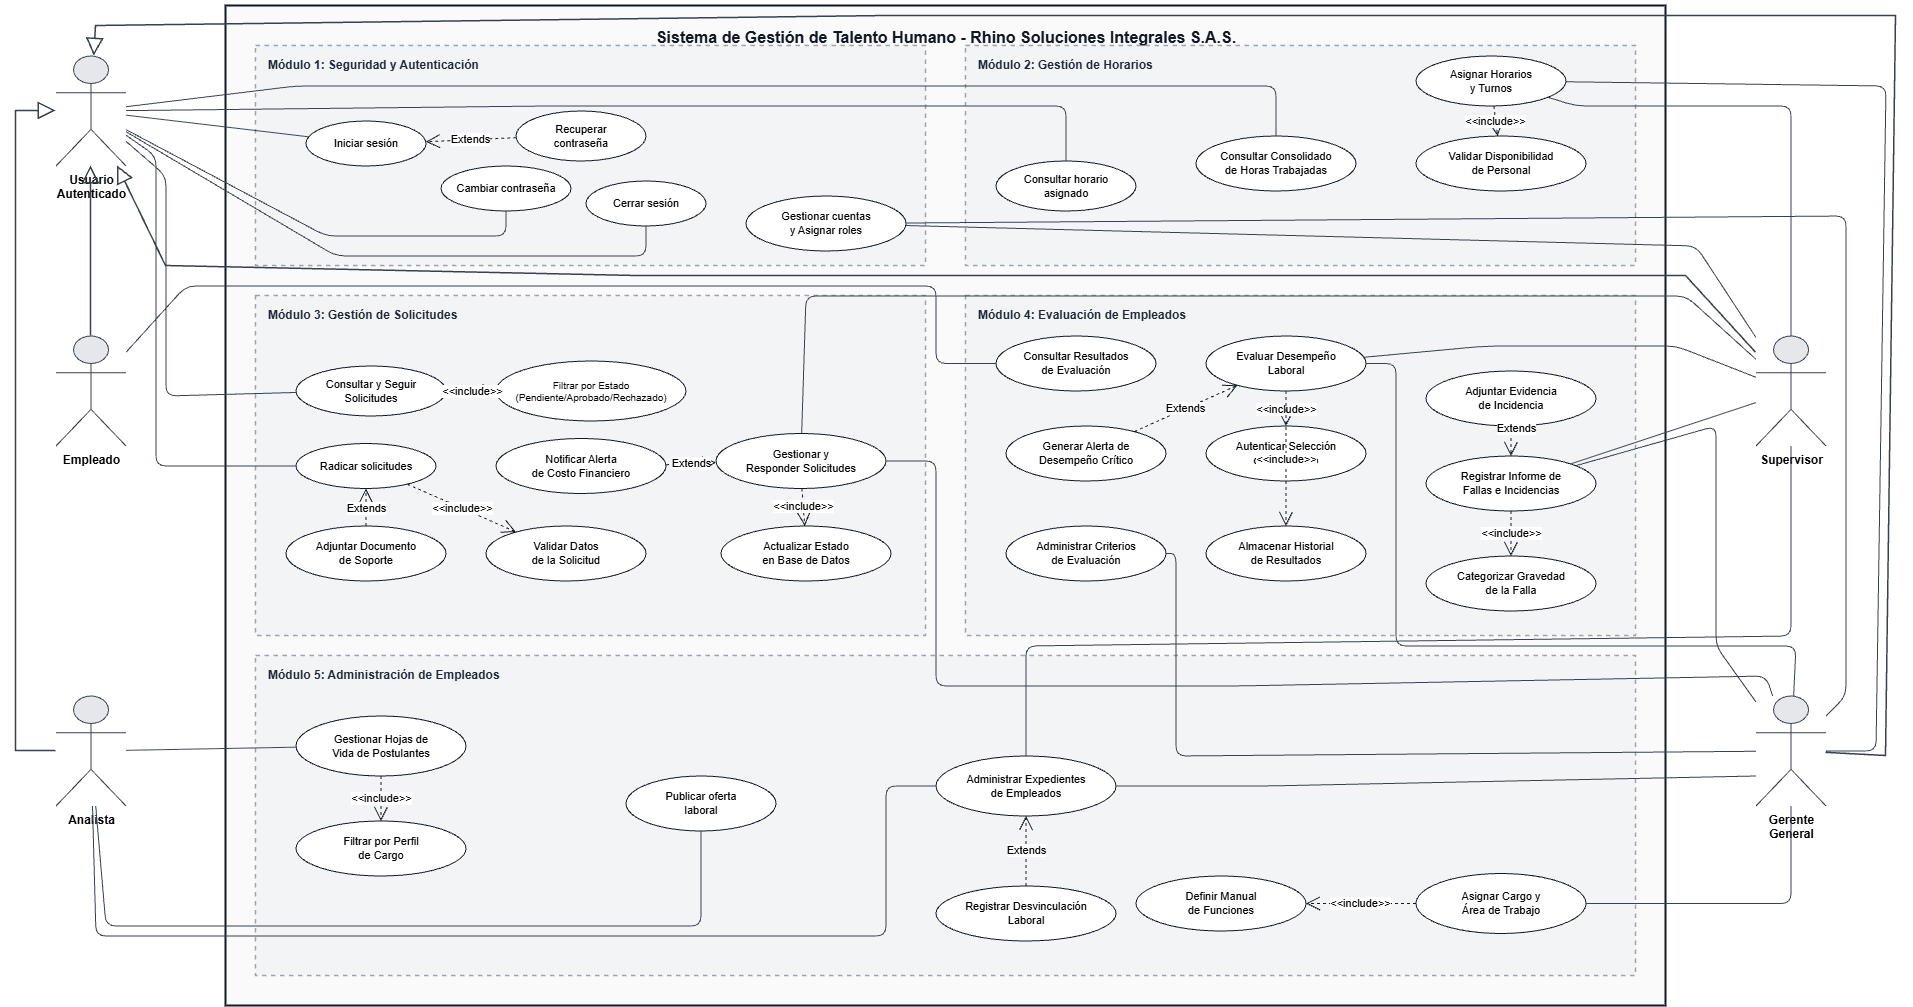 Sistema de Gestión de Talento Humano - Rhino Soluciones Integrales S.A.S.
Módulo 1: Seguridad y Autenticación
Iniciar sesión
Extends
Recuperar
contraseña
Cambiar contraseña
Cerrar sesión
Gestionar cuentas
y Asignar roles
Módulo 2: Gestión de Horarios
Asignar Horarios
y Turnos
<<include>>
Validar Disponibilidad
de Personal
Consultar Consolidado
de Horas Trabajadas
Consultar horario
asignado
Usuario
Autenticado
Módulo 3: Gestión de Solicitudes
Consultar y Seguir
Solicitudes
<<include>>
Filtrar por Estado
(Pendiente/Aprobado/Rechazado)
Radicar solicitudes
Notificar Alerta
de Costo Financiero
Extends
Gestionar y
Responder Solicitudes
Extends
<<include>>
<<include>>
Adjuntar Documento
de Soporte
Validar Datos
de la Solicitud
Actualizar Estado
en Base de Datos
Empleado
Módulo 4: Evaluación de Empleados
Consultar Resultados
de Evaluación
Evaluar Desempeño
Laboral
Adjuntar Evidencia
de Incidencia
Extends
<<include>>
Extends
Generar Alerta de
Desempeño Crítico
Autenticar Selección
<<include>>
Registrar Informe de
Fallas e Incidencias
<<include>>
Administrar Criterios
de Evaluación
Almacenar Historial
de Resultados
Categorizar Gravedad
de la Falla
Supervisor
Módulo 5: Administración de Empleados
Gestionar Hojas de
Vida de Postulantes
<<include>>
Filtrar por Perfil
de Cargo
Publicar oferta
laboral
Administrar Expedientes
de Empleados
Extends
Registrar Desvinculación
Laboral
Definir Manual
de Funciones
<<include>>
Asignar Cargo y
Área de Trabajo
Analista
Gerente
General